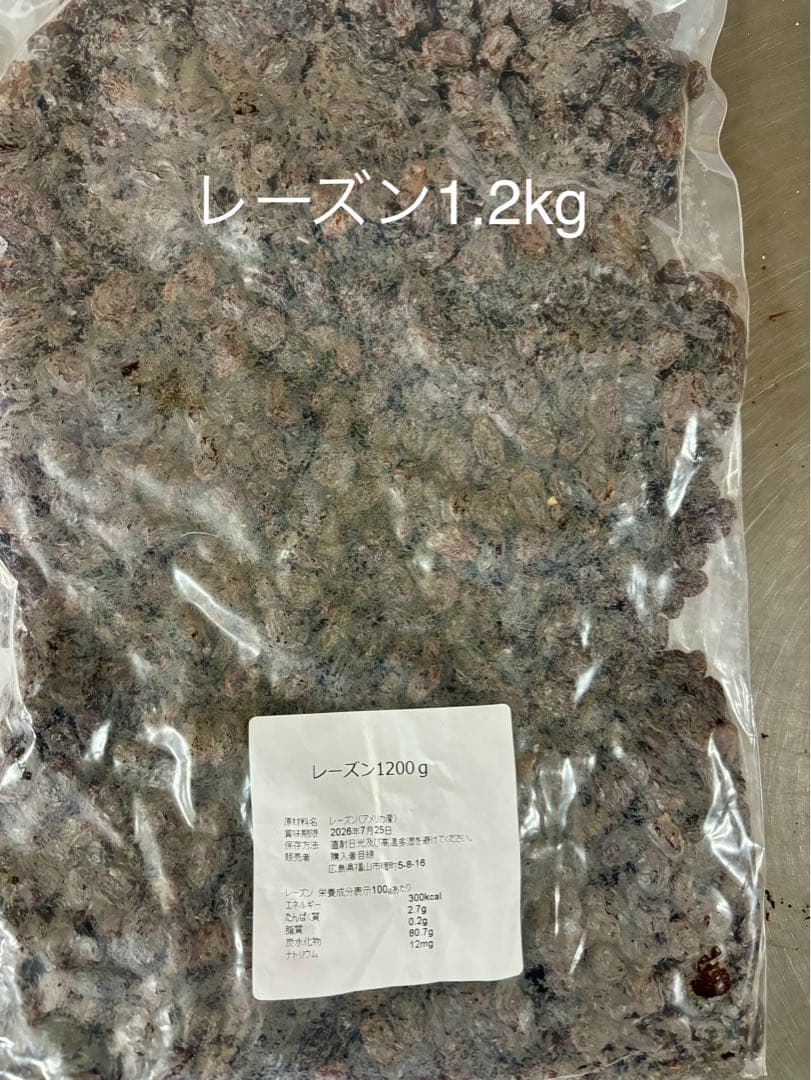 レーズン1.2kg
レーズン1200g
原材料名 レーズン(アメリカ産)
賞味期限 2026年7月25日
保存方法 直射日光及び高温多湿を避けてください。
販売者 購入者目線
広島県福山市曙町5-8-16
レーズン 栄養成分表示100gあたり
エネルギー 300kcal
たんぱく質 2.7g
脂質 0.2g
炭水化物 80.7g
ナトリウム 12mg